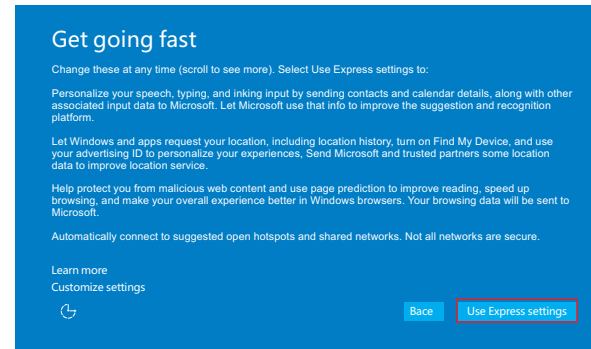 Get going fast
Change these at any time (scroll to see more). Select Use Express settings to:
Personalize your speech, typing, and inking input by sending contacts and calendar details, along with other
associated input data to Microsoft. Let Microsoft use that info to improve the suggestion and recognition
platform.
Let Windows and apps request your location, including location history, turn on Find My Device, and use
your advertising ID to personalize your experiences, Send Microsoft and trusted partners some location
data to improve location service.
Help protect you from malicious web content and use page prediction to improve reading, speed up
browsing, and make your overall experience better in Windows browsers. Your browsing data will be sent to
Microsoft.
Automatically connect to suggested open hotspots and shared networks. Not all networks are secure.
Learn more
Customize settings
Bace
Use Express settings